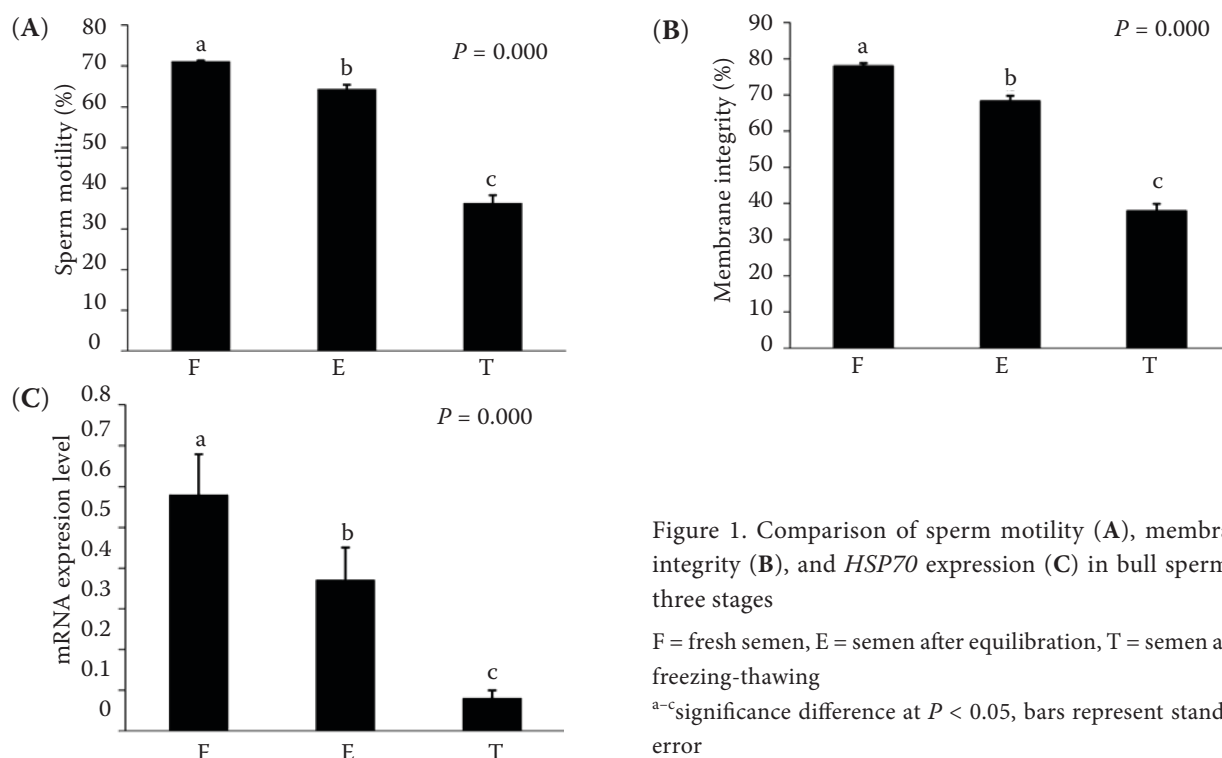 (A)
80
70
60
50
40
30
20
10
0
Sperm motility (%)
a
b
c
P = 0.000
F E T
(B)
90
80
70
60
50
40
30
20
10
0
Membrane integrity (%)
a
b
c
P = 0.000
F E T
(C)
0.8
0.7
0.6
0.5
0.4
0.3
0.2
0.1
0
mRNA expresion level
a
b
c
P = 0.000
F E T
Figure 1. Comparison of sperm motility (A), membra
integrity (B), and HSP70 expression (C) in bull sperm
three stages
F = fresh semen, E = semen after equilibration, T = semen a
freezing-thawing
a–csignificance difference at P < 0.05, bars represent stand
error